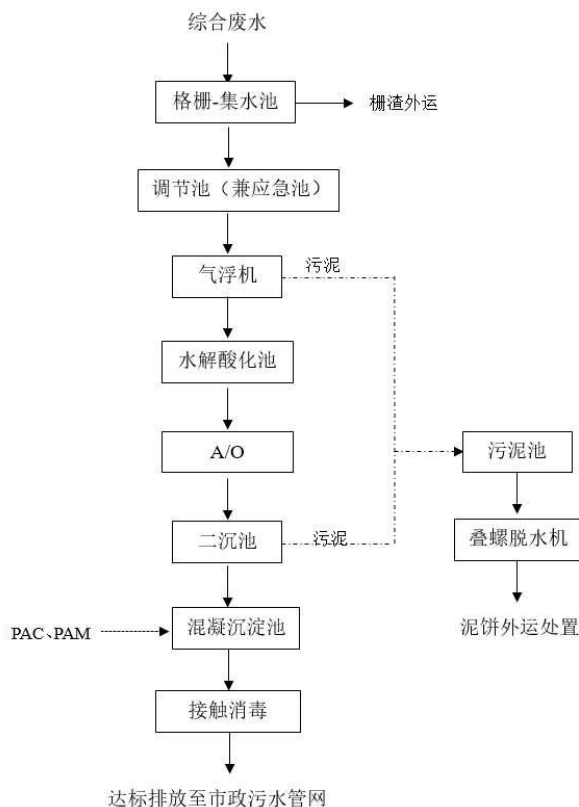 综合废水
格栅-集水池
栅渣外运
调节池（兼应急池）
气浮机
污泥
水解酸化池
A/O
污泥池
二沉池
污泥
叠螺脱水机
PAC、PAM
混凝沉淀池
泥饼外运处置
接触消毒
达标排放至市政污水管网